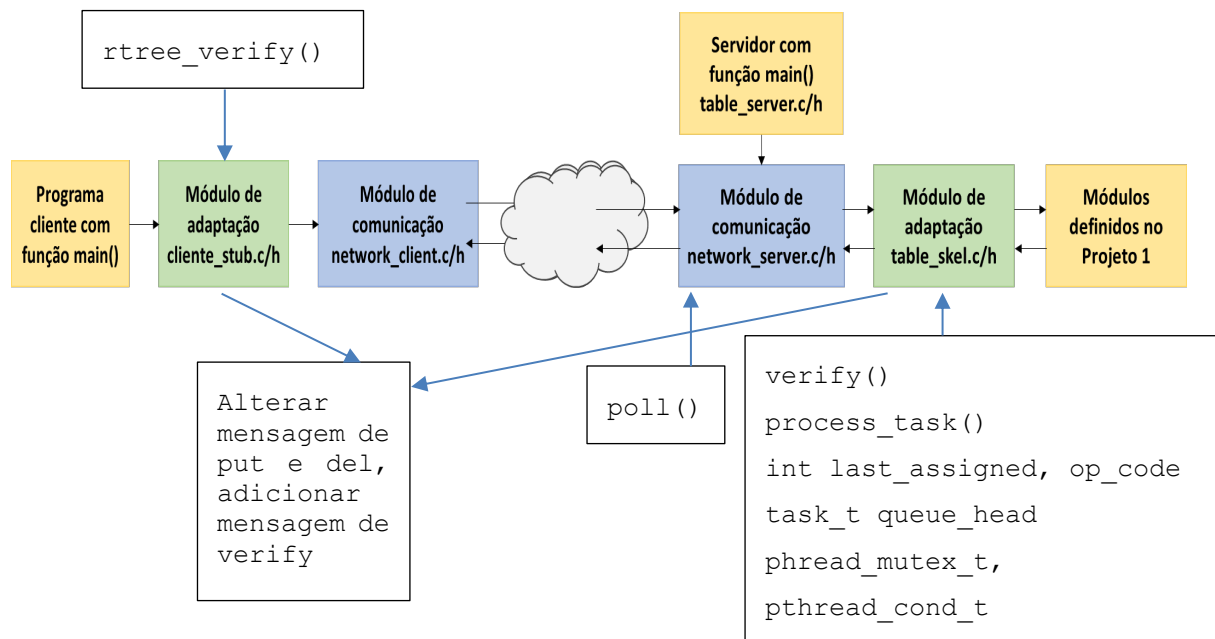 rtree_verify()
Servidor com
função main()
table_server.c/h
Programa
cliente com
função main()
Módulo de
adaptação
cliente_stub.c/h
Módulo de
comunicação
network_client.c/h
Módulo de
comunicação
network_server.c/h
Módulo de
adaptação
table_skel.c/h
Módulos
definidos no
Projeto 1
Alterar
mensagem de
put e del,
adicionar
mensagem de
verify
poll()
verify()
process_task()
int last_assigned, op_code
task_t queue_head
phread_mutex_t,
pthread_cond_t